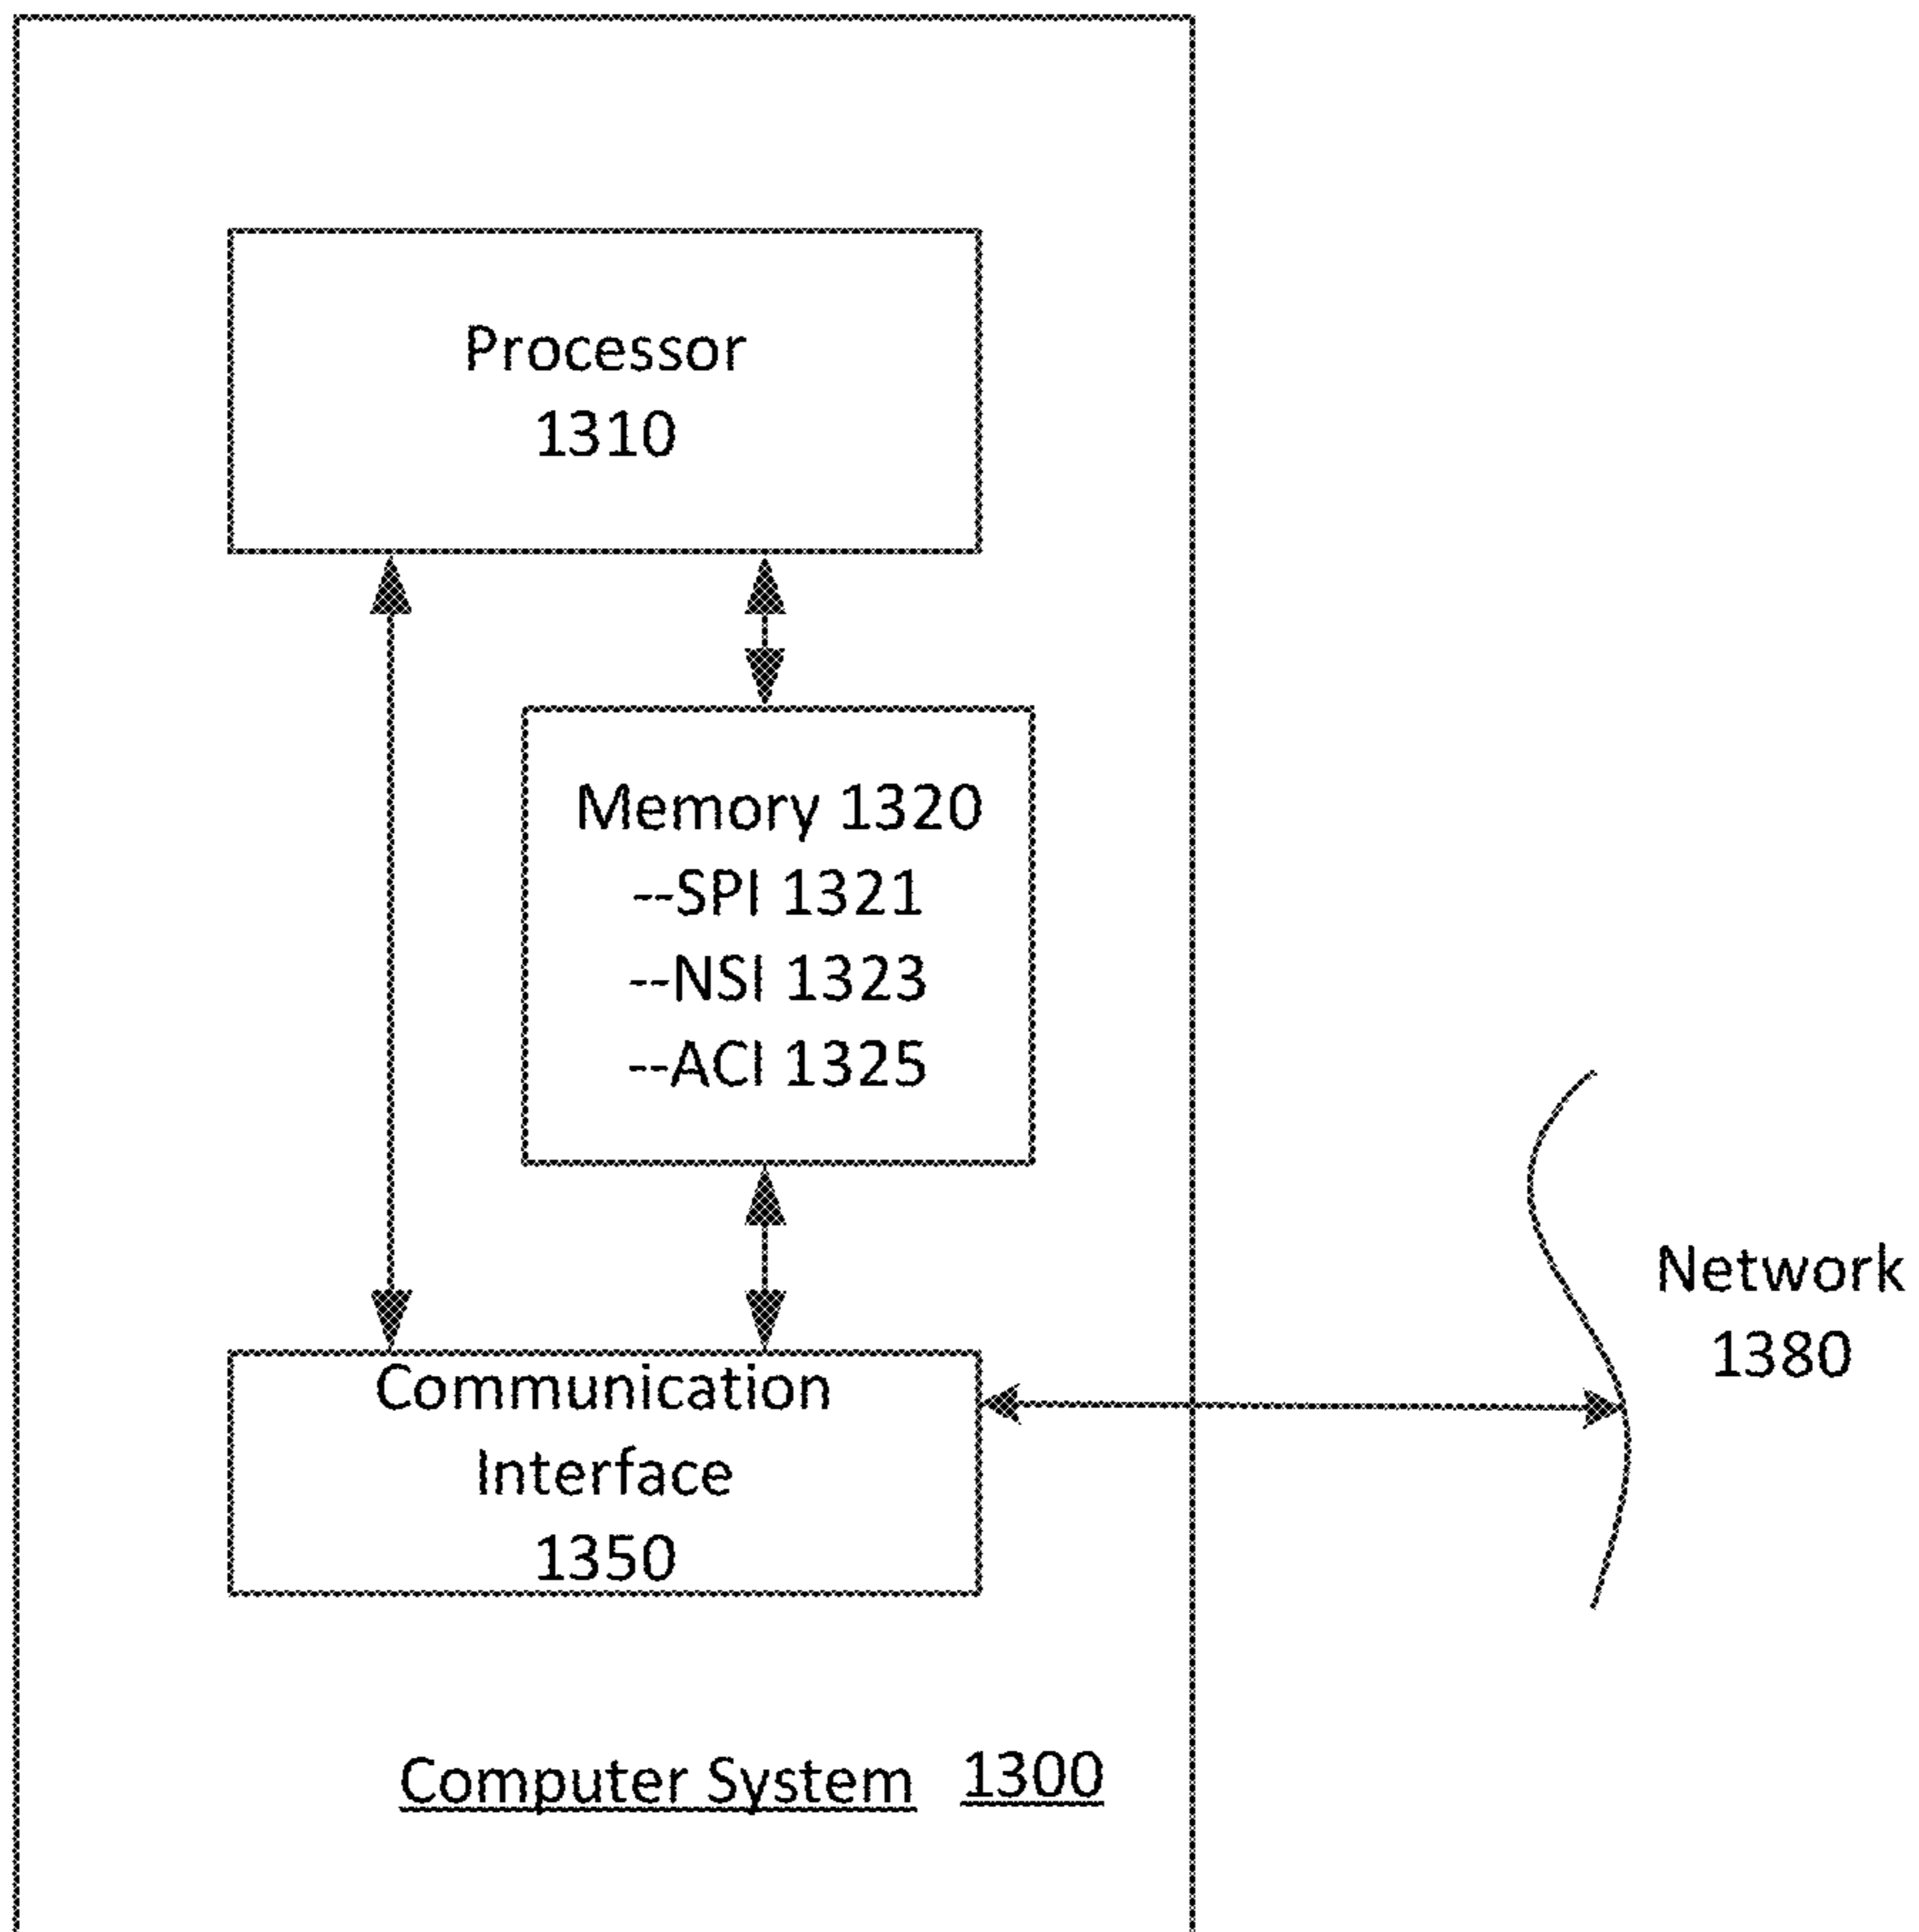 Processor
1310
Memory 1320
--SPI 1321
--NSI 1323
--ACI 1325
Network
1380
Communication
Interface
1350
Computer System 1300